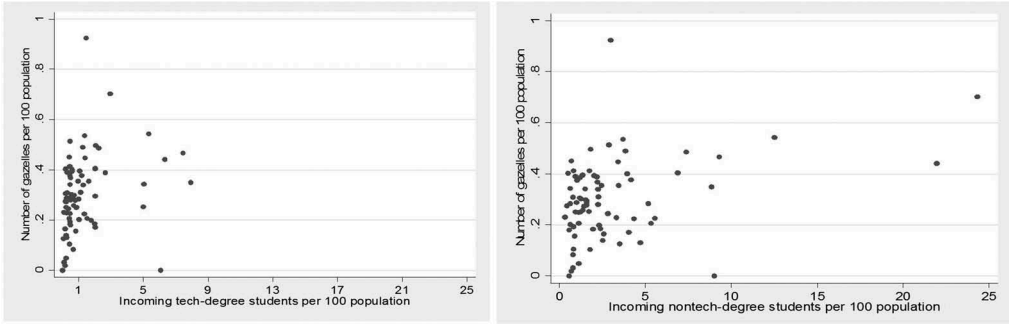 Number of gazelles per 100 population
1
.8
.6
.4
.2
0
1 5 9 13 17 21 25
Incoming tech-degree students per 100 population
Number of gazelles per 100 population
1
.8
.6
.4
.2
0
0 5 10 15 20 25
Incoming nontech-degree students per 100 population